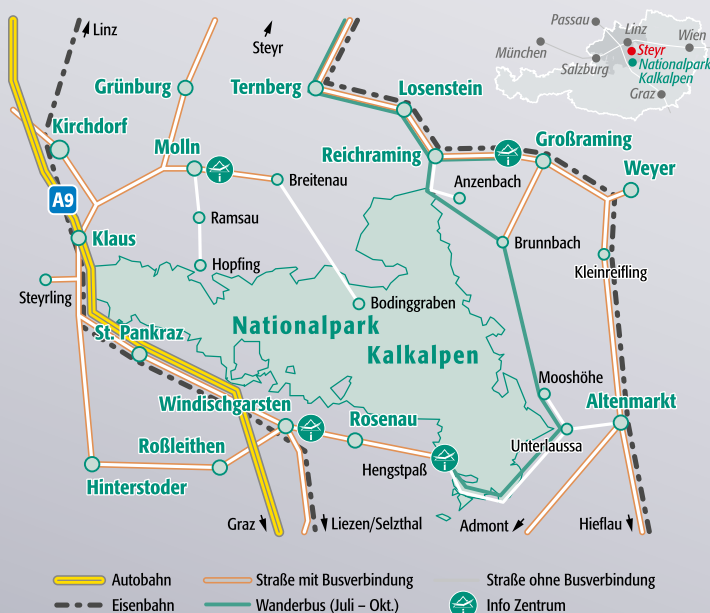 Linz
Steyr
Passau
Linz
Wien
München
Steyr
Salzburg
Nationalpark
Kalkalpen
Graz
Grünburg
Ternberg
Losenstein
Kirchdorf
Molln
Reichraming
Großraming
Weyer
Breitenau
Anzenbach
A9
Ramsau
Klaus
Brunnbach
Hopfing
Kleinreifling
Steyrling
Bodinggraben
Nationalpark
Kalkalpen
St. Pankraz
Mooshöhe
Windischgarsten
Altenmarkt
Rosenau
Roßleithen
Unterlaussa
Hengstpaß
Hinterstoder
Graz
Liezen/Selzthal
Admont
Hieflau
Autobahn
Straße mit Busverbindung
Straße ohne Busverbindung
Eisenbahn
Wanderbus (Juli – Okt.)
Info Zentrum